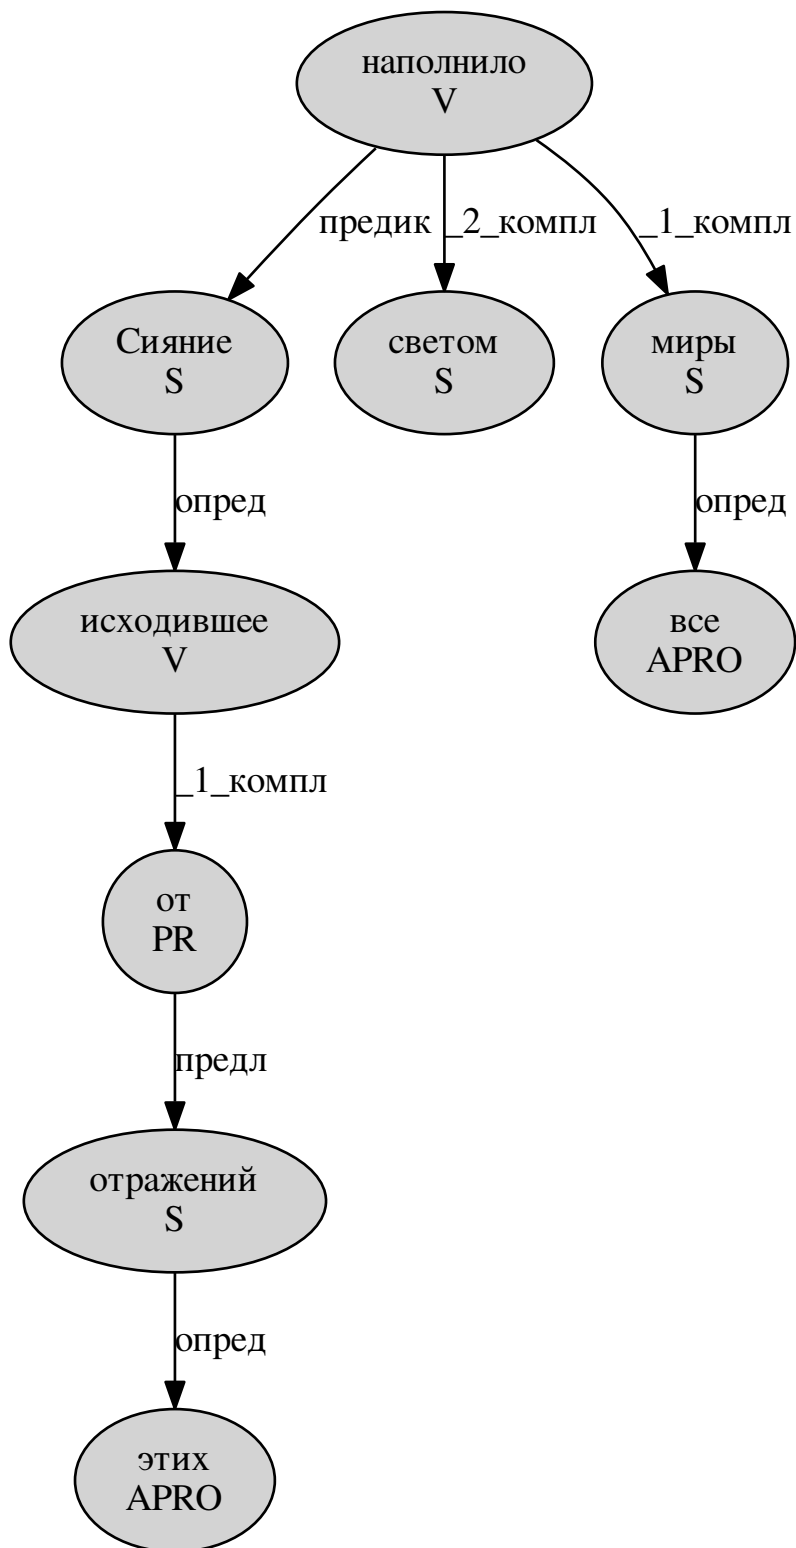 наполнило
V
предик
_2_компл
_1_компл
Сияние
S
светом
S
миры
S
опред
опред
исходившее
V
все
APRO
_1_компл
от
PR
предл
отражений
S
опред
этих
APRO